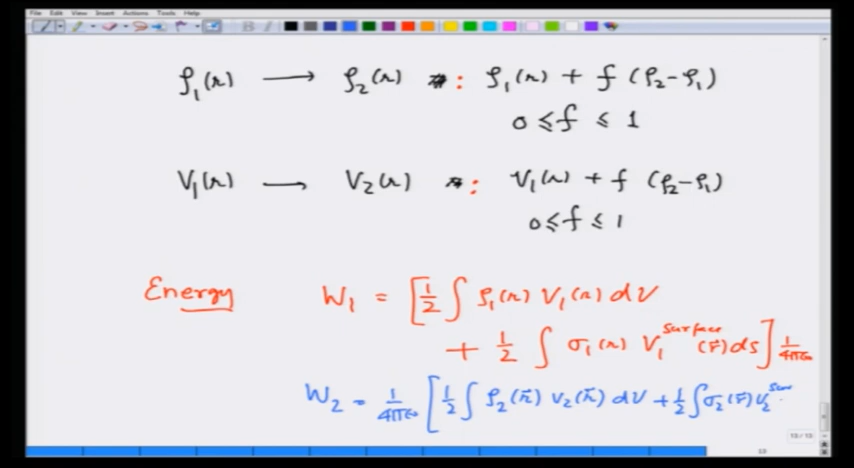 File Edit View Insert Actions Tools Help
ρ₁(r) ⟶ ρ₂(r) : ρ₁(r) + f (ρ₂-ρ₁)
0 ≤ f ≤ 1
V₁(r) ⟶ V₂(r) : V₁(r) + f (ρ₂-ρ₁)
0 ≤ f ≤ 1
Energy W₁ = [ 1/2 ∫ ρ₁(r) V₁(r) dV
+ 1/2 ∫ σ₁(r) V₁^surface (r⃗) ds ] 1/4πε₀
W₂ = 1/4πε₀ [ 1/2 ∫ ρ₂(r⃗) V₂(r⃗) dV + 1/2 ∫ σ₂(r⃗) V₂^sur
13 / 13